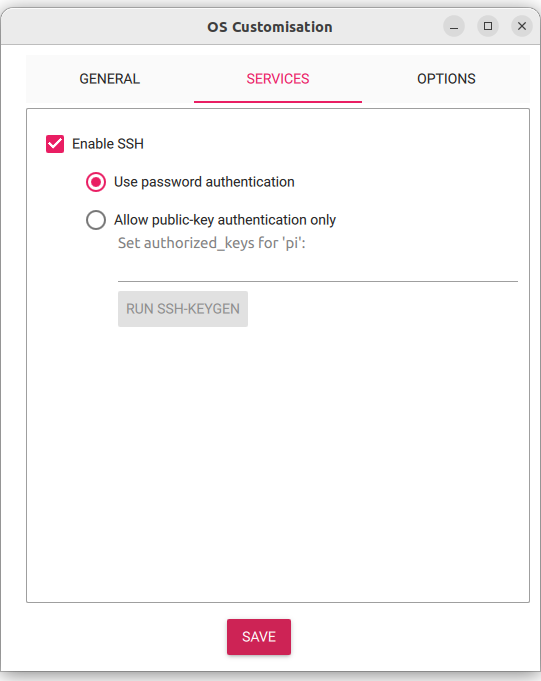 OS Customisation
GENERAL SERVICES OPTIONS
Enable SSH
Use password authentication
Allow public-key authentication only
Set authorized_keys for 'pi':
RUN SSH-KEYGEN
SAVE